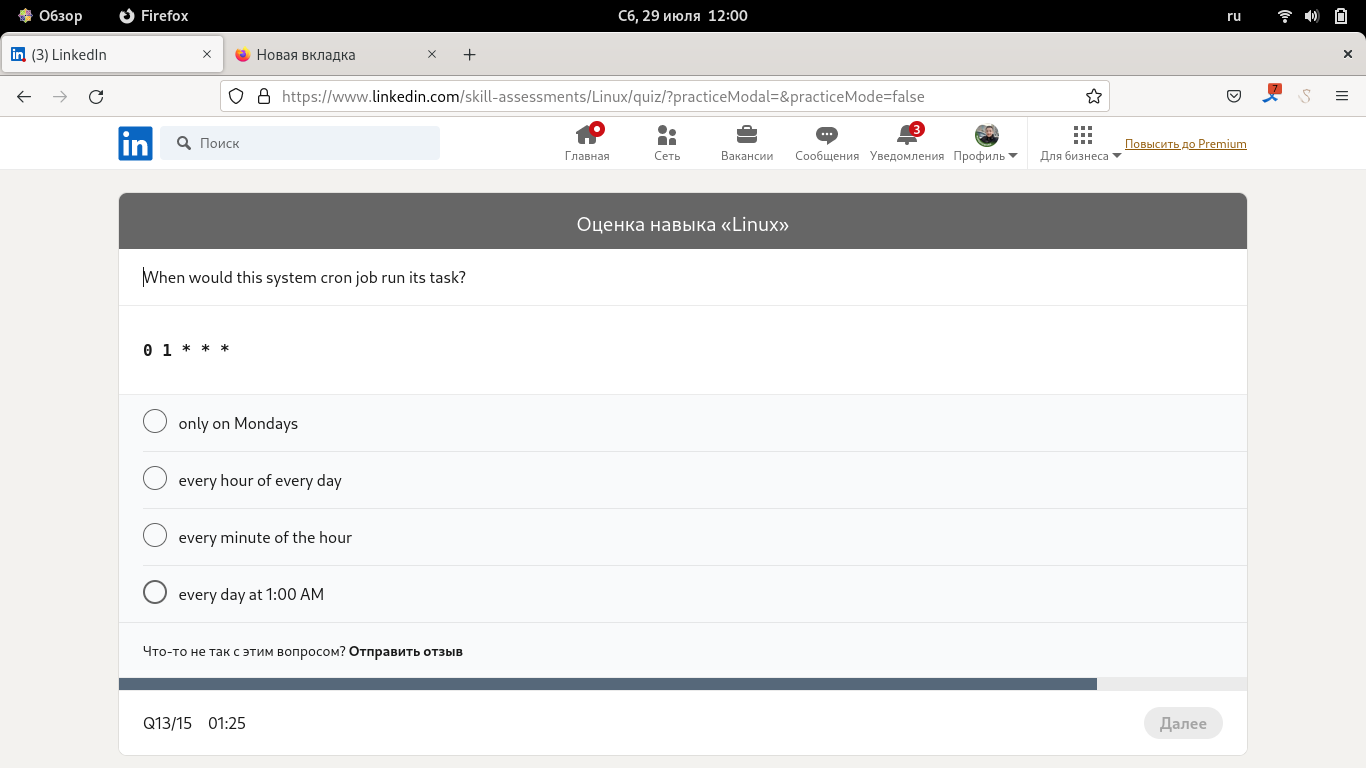 Обзор Firefox Сб, 29 июля 12:00 ru
(3) LinkedIn Новая вкладка
https://www.linkedin.com/skill-assessments/Linux/quiz/?practiceModal=&practiceMode=false 7
in Поиск Главная Сеть Вакансии Сообщения 3 Уведомления Профиль Для бизнеса Повысить до Premium
Оценка навыка «Linux»
When would this system cron job run its task?
0 1 * * *
only on Mondays
every hour of every day
every minute of the hour
every day at 1:00 AM
Что-то не так с этим вопросом? Отправить отзыв
Q13/15 01:25 Далее